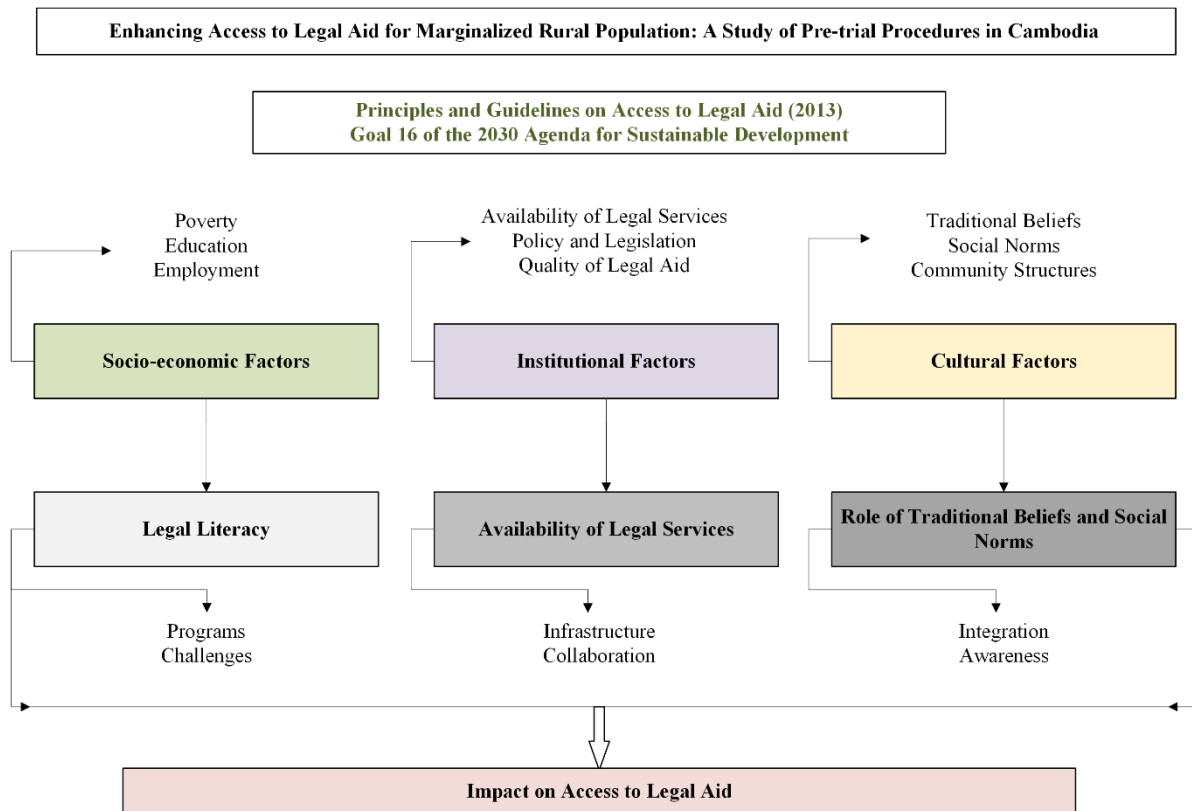 Enhancing Access to Legal Aid for Marginalized Rural Population: A Study of Pre-trial Procedures in Cambodia
Principles and Guidelines on Access to Legal Aid (2013)
Goal 16 of the 2030 Agenda for Sustainable Development
Poverty
Education
Employment
Availability of Legal Services
Policy and Legislation
Quality of Legal Aid
Traditional Beliefs
Social Norms
Community Structures
Socio-economic Factors
Institutional Factors
Cultural Factors
Legal Literacy
Availability of Legal Services
Role of Traditional Beliefs and Social
Norms
Programs
Challenges
Infrastructure
Collaboration
Integration
Awareness
Impact on Access to Legal Aid